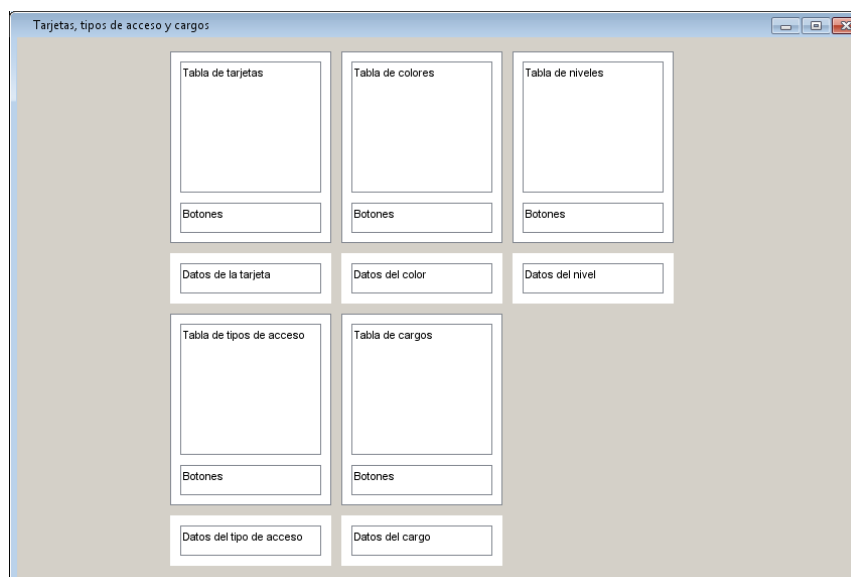 Tarjetas, tipos de acceso y cargos
Tabla de tarjetas
Tabla de colores
Tabla de niveles
Botones
Botones
Botones
Datos de la tarjeta
Datos del color
Datos del nivel
Tabla de tipos de acceso
Tabla de cargos
Botones
Botones
Datos del tipo de acceso
Datos del cargo